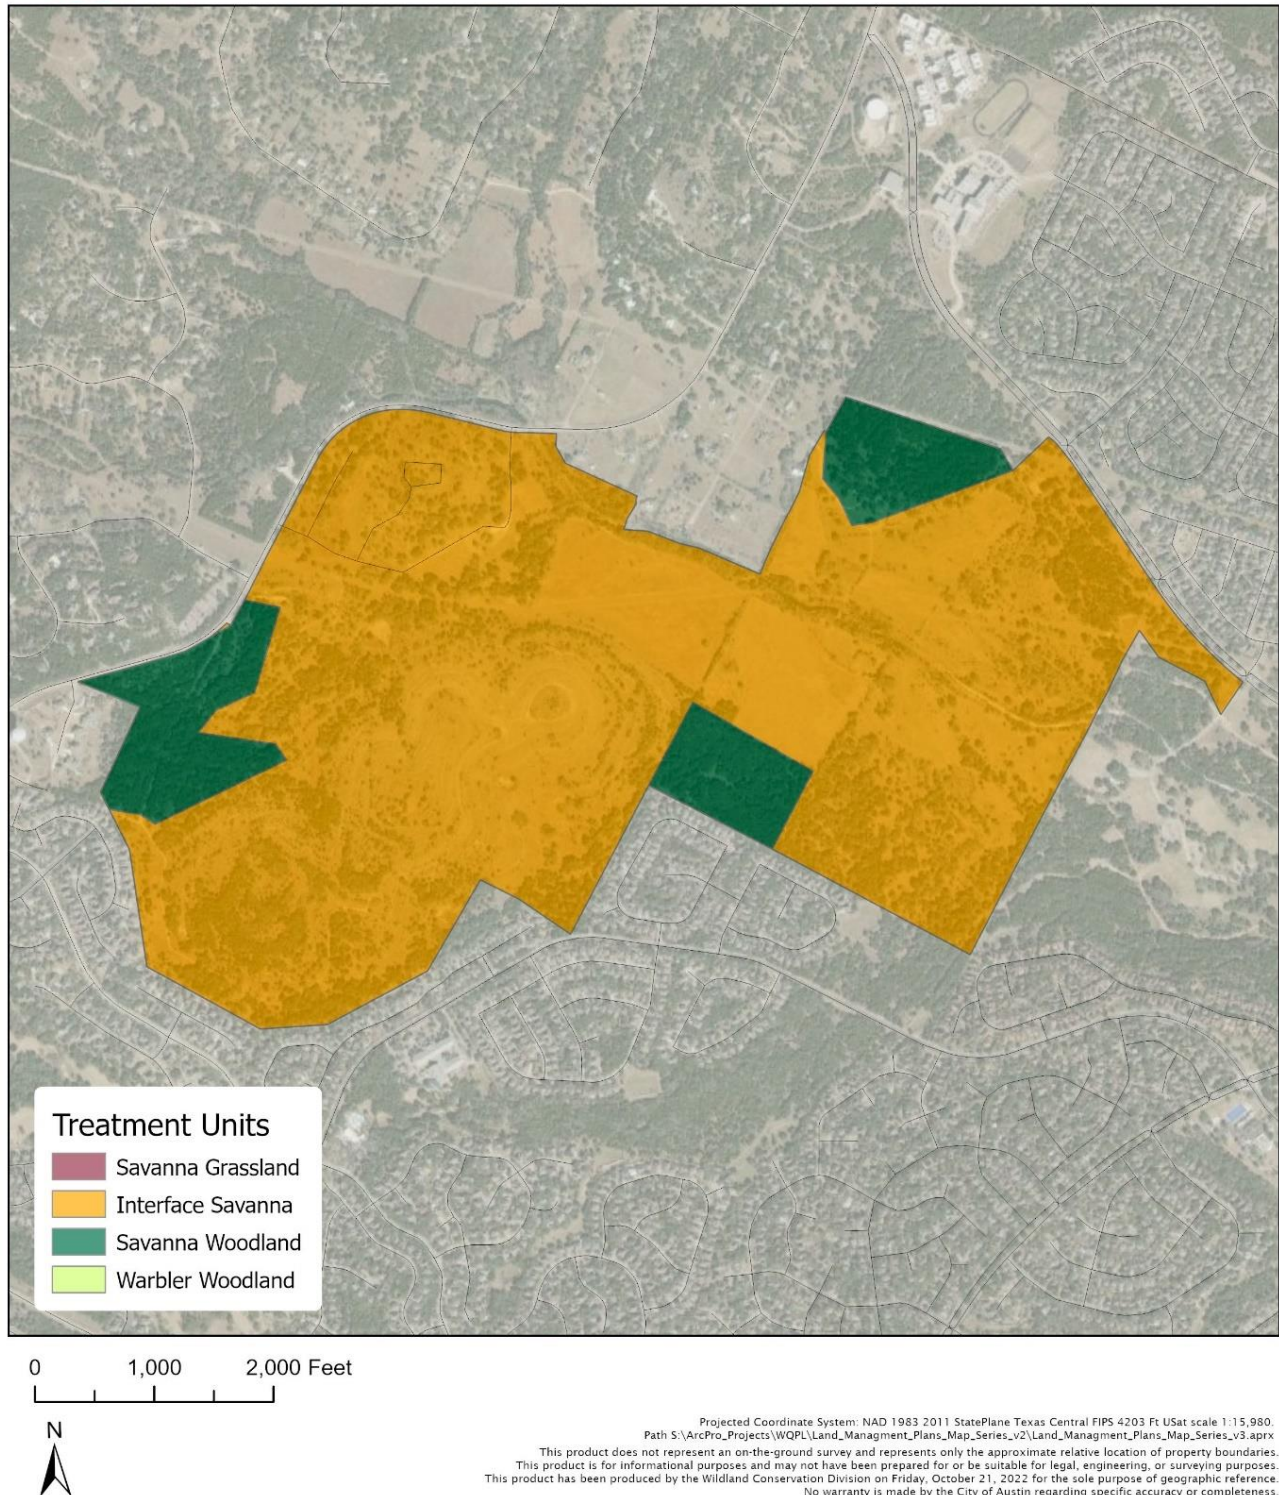 Treatment Units
Savanna Grassland
Interface Savanna
Savanna Woodland
Warbler Woodland
0 1,000 2,000 Feet
N
Projected Coordinate System: NAD 1983 2011 StatePlane Texas Central FIPS 4203 Ft USat scale 1:15,980.
Path S:\ArcPro_Projects\WQPL\Land_Managment_Plans_Map_Series_v2\Land_Managment_Plans_Map_Series_v3.aprx
This product does not represent an on-the-ground survey and represents only the approximate relative location of property boundaries.
This product is for informational purposes and may not have been prepared for or be suitable for legal, engineering, or surveying purposes.
This product has been produced by the Wildland Conservation Division on Friday, October 21, 2022 for the sole purpose of geographic reference.
No warranty is made by the City of Austin regarding specific accuracy or completeness.